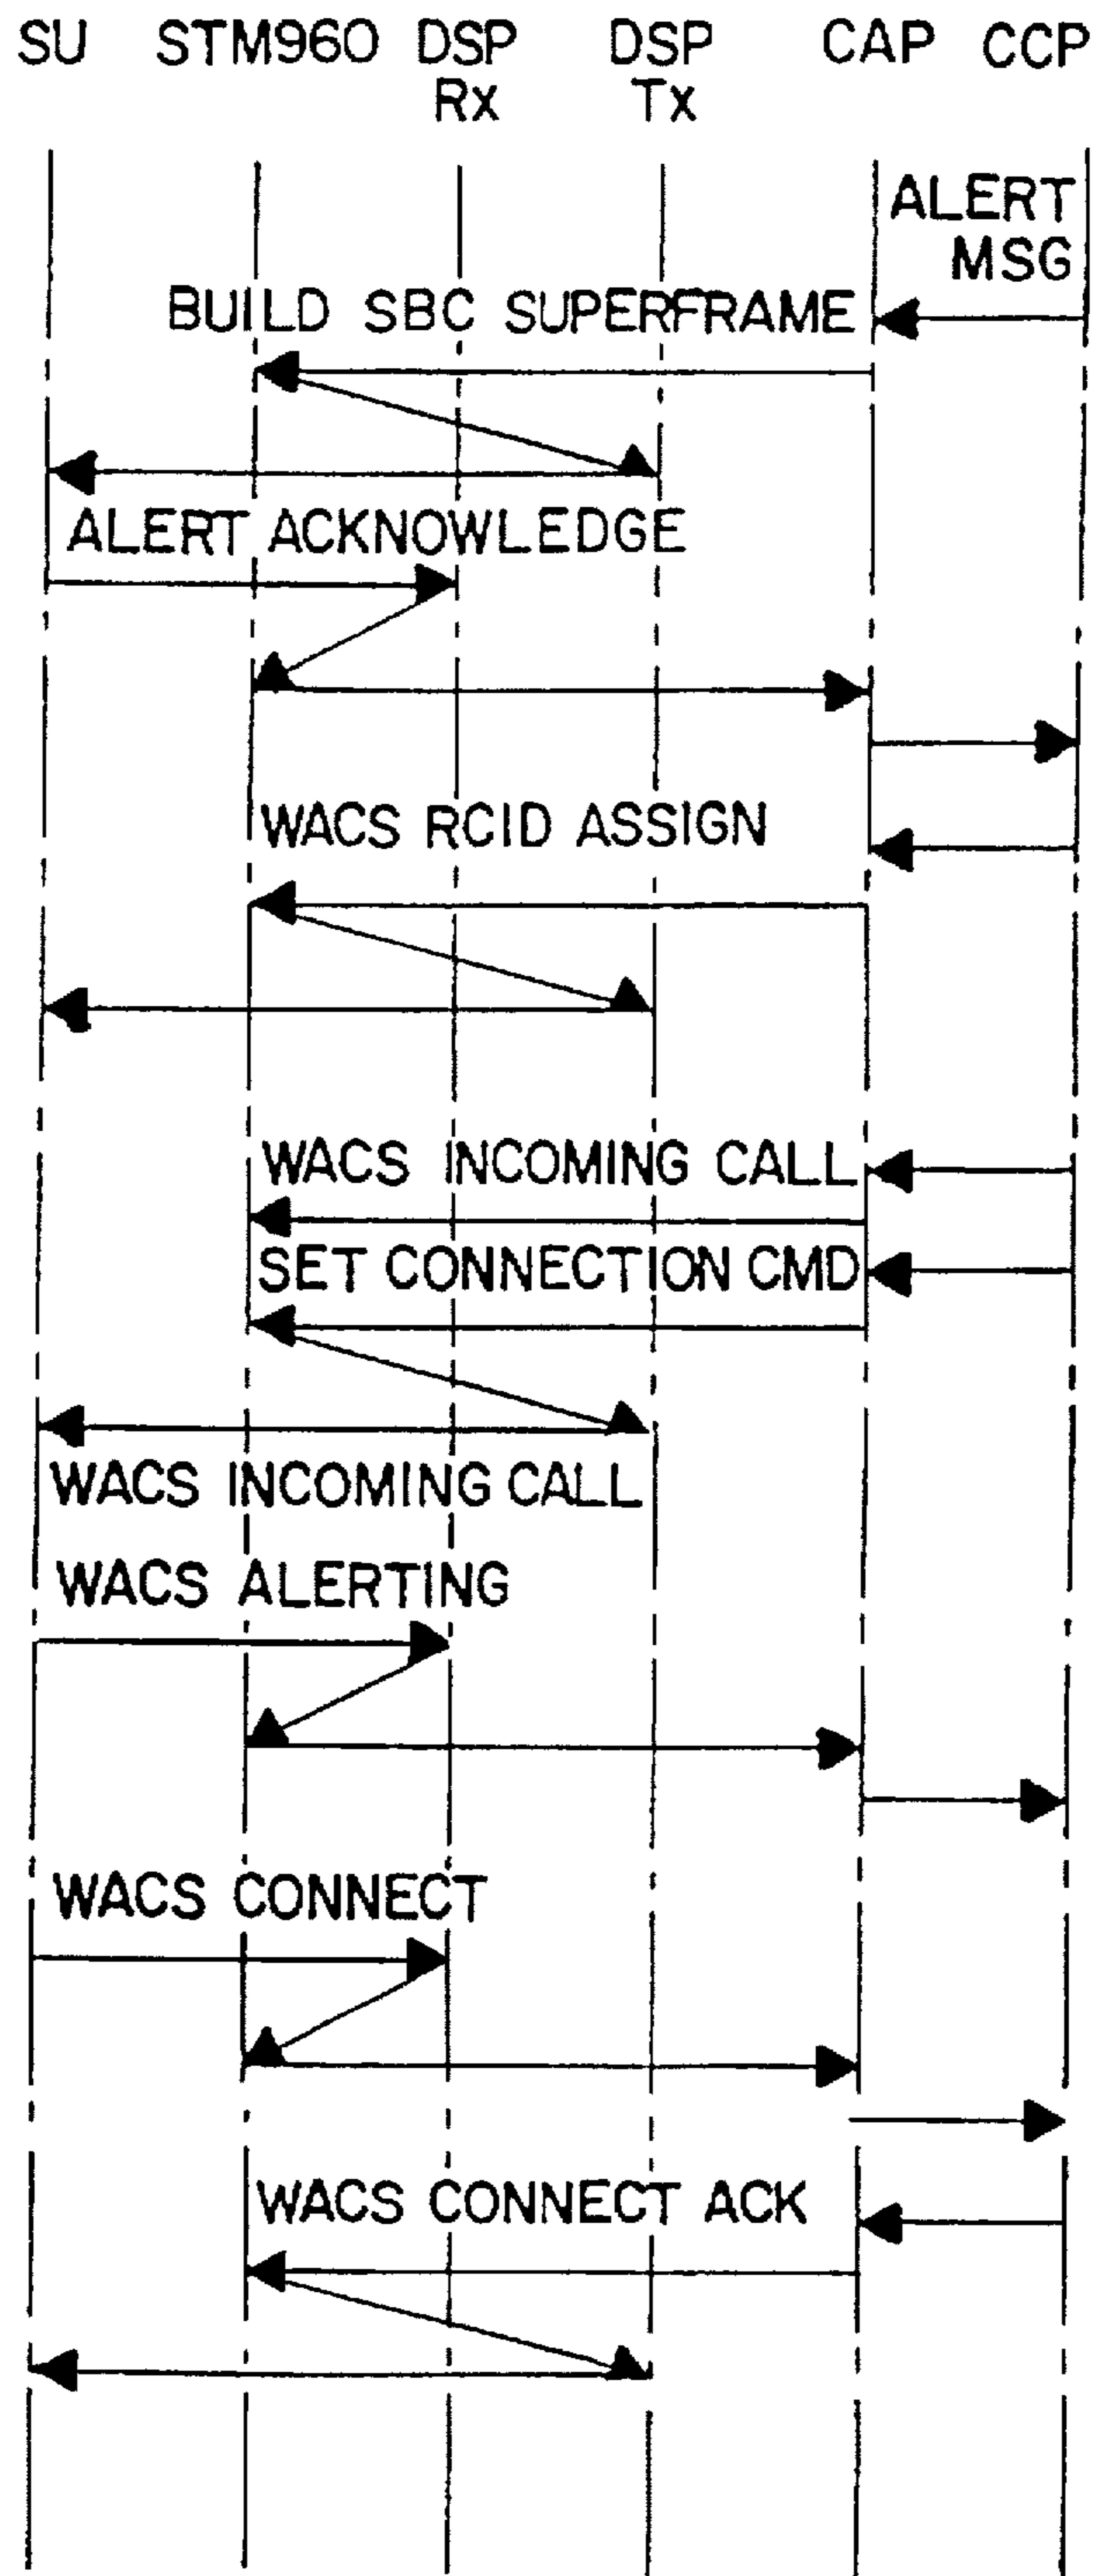 SU STM960 DSP Rx DSP Tx CAP CCP
ALERT
MSG
BUILD SBC SUPERFRAME
ALERT ACKNOWLEDGE
WACS RCID ASSIGN
WACS INCOMING CALL
SET CONNECTION CMD
WACS INCOMING CALL
WACS ALERTING
WACS CONNECT
WACS CONNECT ACK